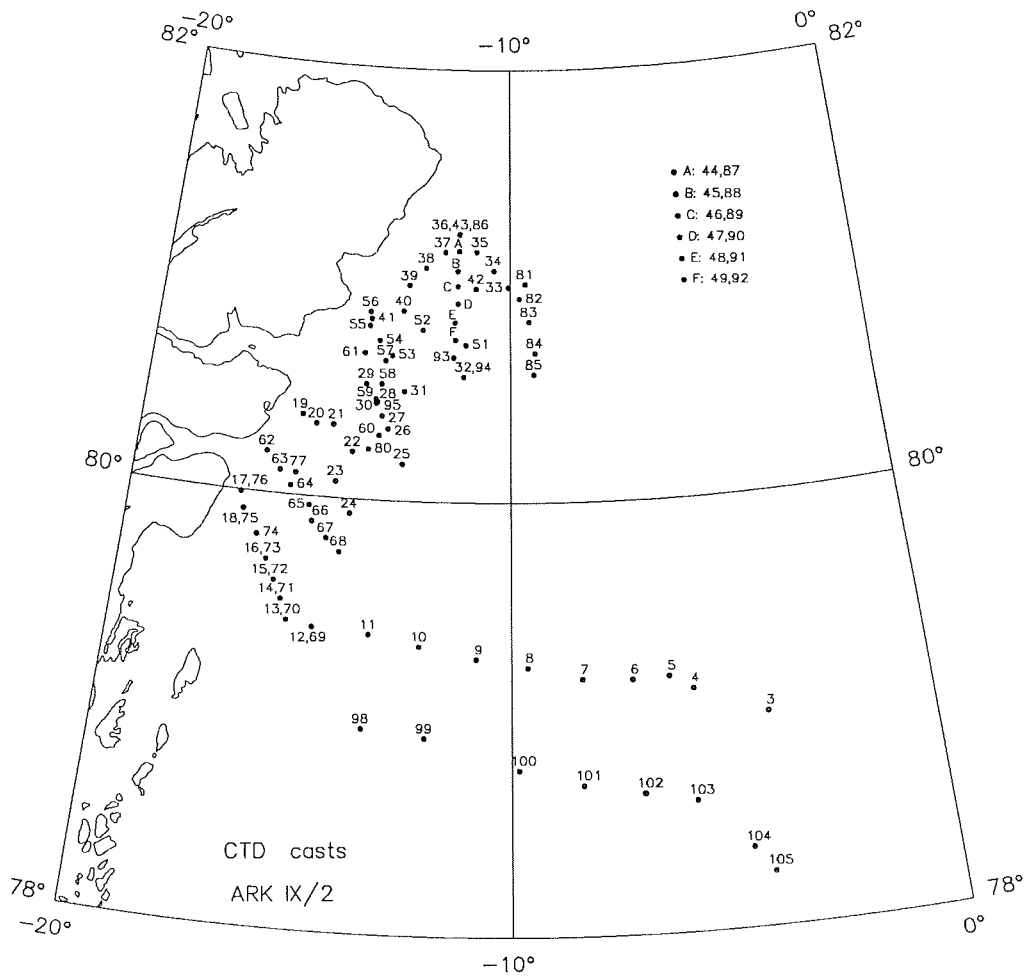 −20°
82°
−10°
0°
82°
A: 44,87
B: 45,88
C: 46,89
D: 47,90
E: 48,91
F: 49,92
36,43,86
37 A 35
38 B 34
39 C 42 33 81
56 40 D 82
55 41 52 E 83
F
54 51 84
61 57 53 93 85
32,94
29 58
59 28 31
30 95
19 20 21 27
60 26
62 22 80 25
63 77 23
80°
80°
17,76 64
65 24
18,75 66
74 67
16,73 68
15,72
14,71
13,70
12,69 11 10 9 8 7 6 5 4 3
98 99
100 101 102 103
104
105
CTD casts
ARK IX/2
78°
−20°
−10°
78°
0°